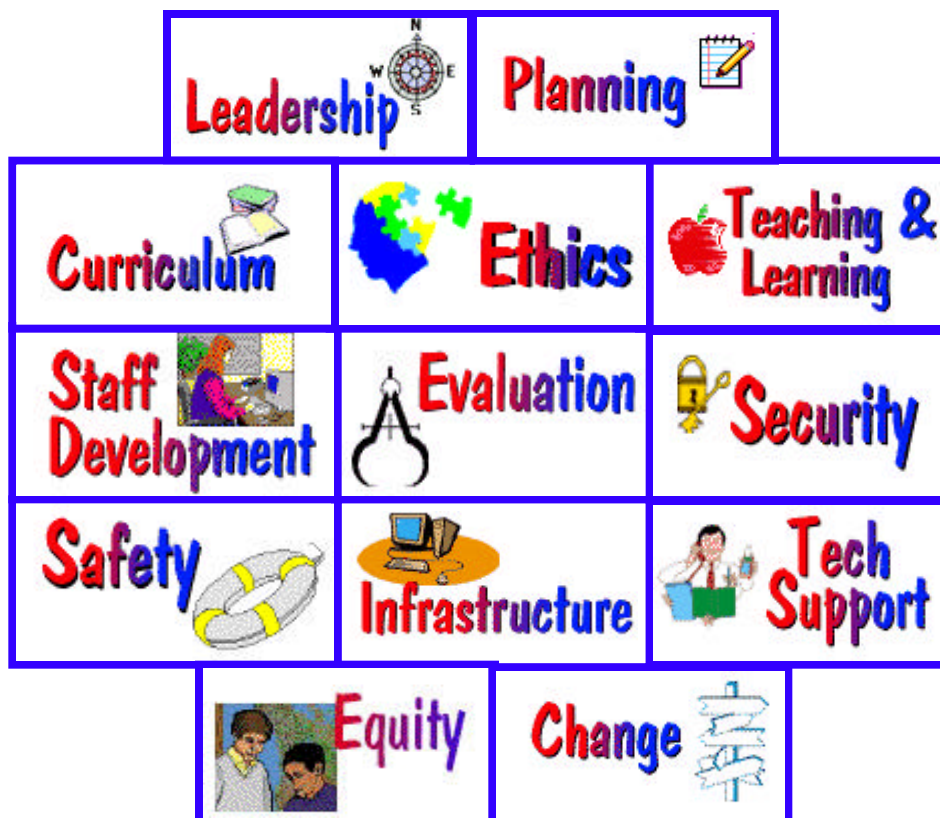 N
W E
S
Leadership
Planning
Curriculum
Ethics
Teaching &
Learning
Staff
Development
Evaluation
Security
Safety
Infrastructure
Tech
Support
Equity
Change